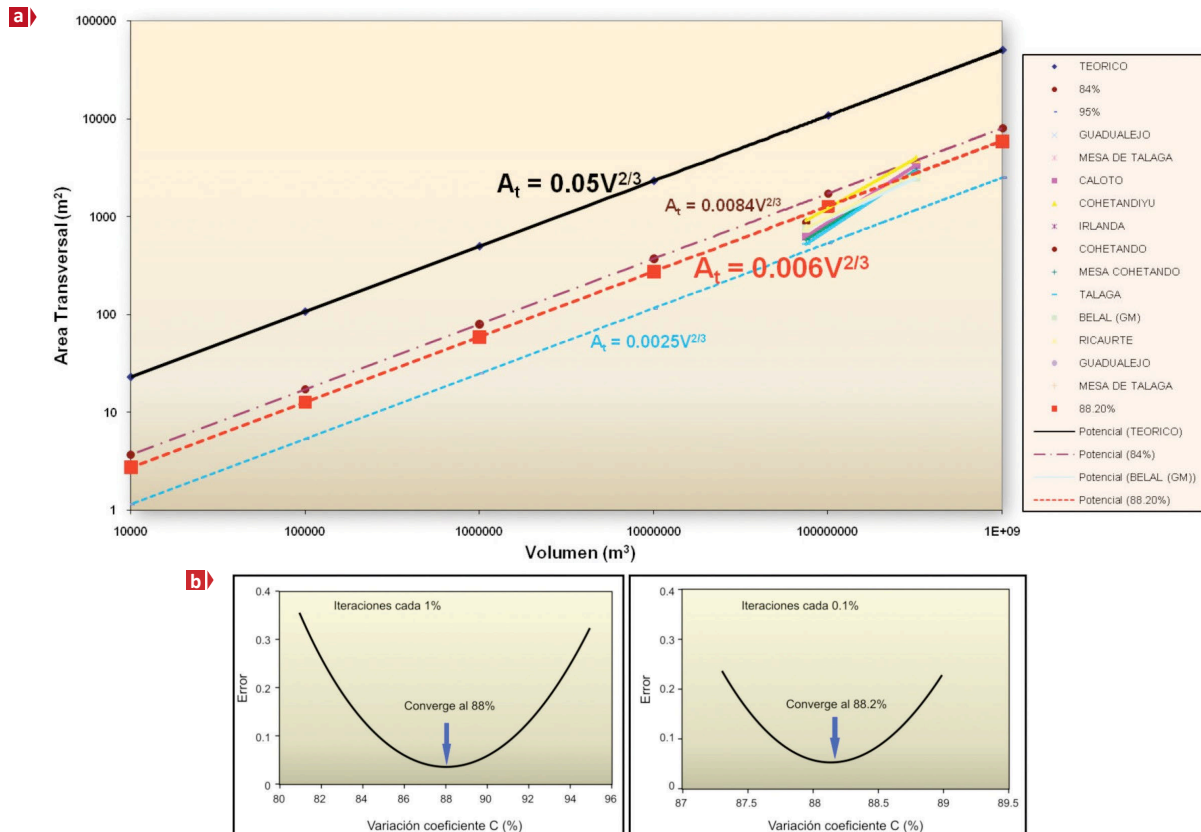 a
100000
10000
1000
100
10
1
Area Transversal (m²)
At = 0.05V2/3
At = 0.0084V2/3
At = 0.006V2/3
At = 0.0025V2/3
10000
100000
1000000
10000000
100000000
1E+09
Volumen (m³)
TEORICO
84%
95%
GUADUALEJO
MESA DE TALAGA
CALOTO
COHETANDIYU
IRLANDA
COHETANDO
MESA COHETANDO
TALAGA
BELAL (GM)
RICAURTE
GUADUALEJO
MESA DE TALAGA
88.20%
Potencial (TEORICO)
Potencial (84%)
Potencial (BELAL (GM))
Potencial (88.20%)
b
0.4
0.3
0.2
0.1
0
Error
Iteraciones cada 1%
Converge al 88%
80 82 84 86 88 90 92 94 96
Variación coeficiente C (%)
0.4
0.3
0.2
0.1
0
Error
Iteraciones cada 0.1%
Converge al 88.2%
87 87.5 88 88.5 89 89.5
Variación coeficiente C (%)